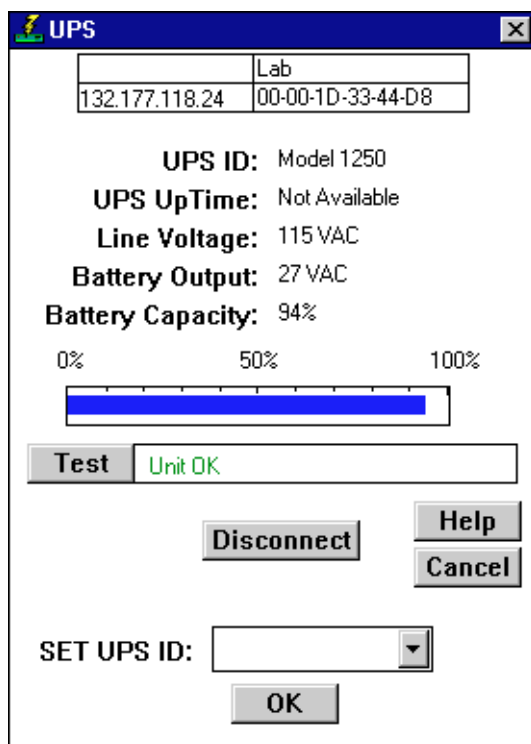 UPS
Lab
132.177.118.24 00-00-1D-33-44-D8
UPS ID: Model 1250
UPS UpTime: Not Available
Line Voltage: 115 VAC
Battery Output: 27 VAC
Battery Capacity: 94%
0% 50% 100%
Test Unit OK
Help
Disconnect
Cancel
SET UPS ID:
OK